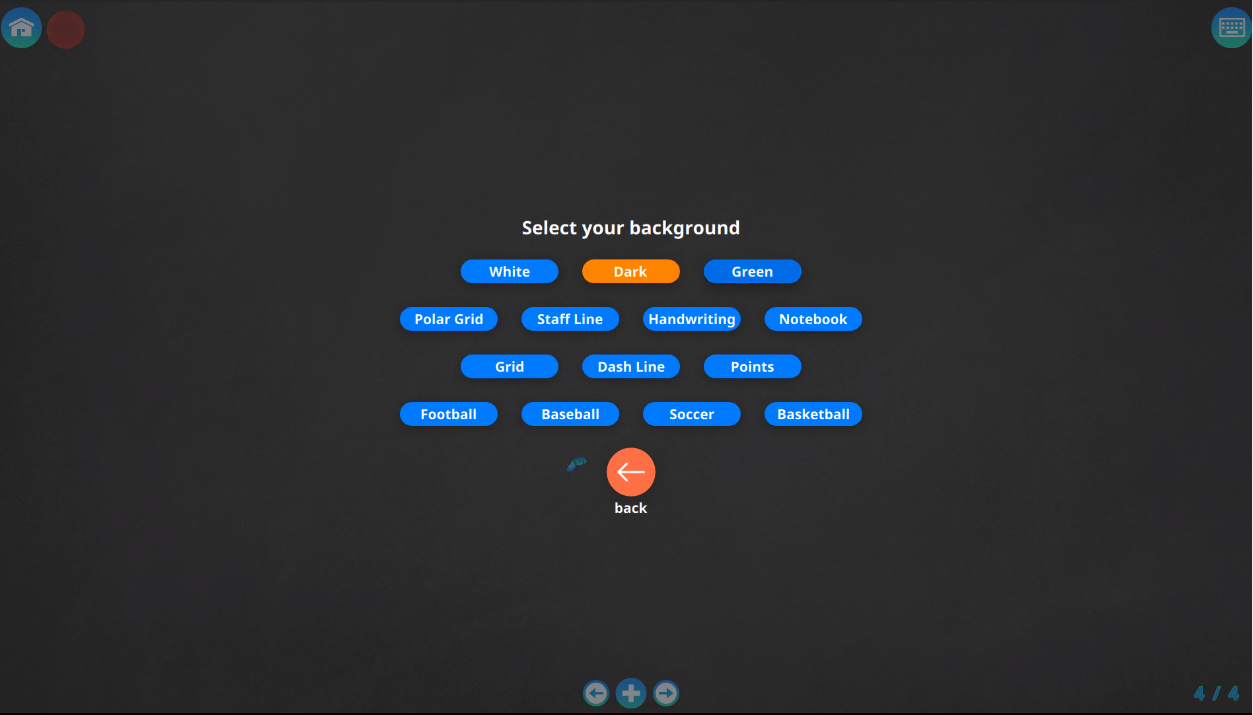 Select your background
White Dark Green
Polar Grid Staff Line Handwriting Notebook
Grid Dash Line Points
Football Baseball Soccer Basketball
back
4 / 4